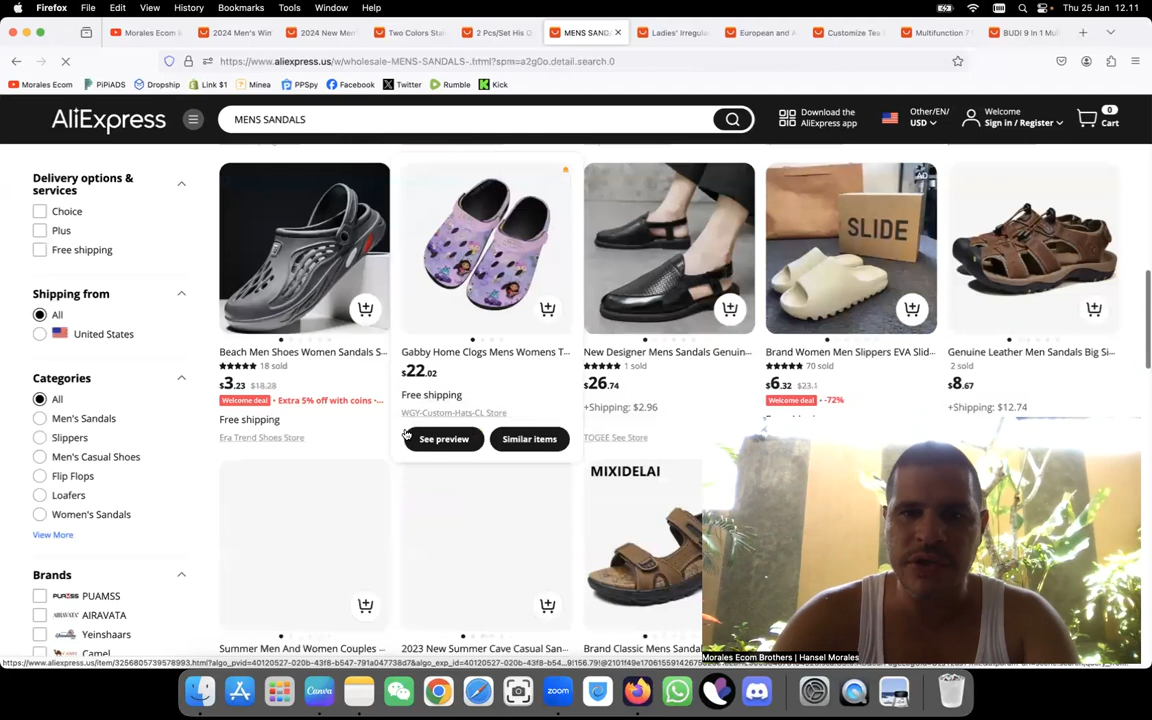 Firefox File Edit View History Bookmarks Tools Window Help Thu 25 Jan 12.11
Morales Ecom 2024 Men's Win 2024 New Men Two Colors Sta 2 Pcs/Set His Q MENS SANDA Ladies' Irregula European and A Customize Tea Multifunction 7 BUDI 9 In 1 Mul
https://www.aliexpress.us/w/wholesale-MENS-SANDALS-.html?spm=a2g0o.detail.search.0
Morales Ecom PiPiADS Dropship Link $1 Minea PPSpy Facebook Twitter Rumble Kick
AliExpress
MENS SANDALS
Download the
AliExpress app
Other/EN/
USD
Welcome
Sign in / Register
0
Cart
Delivery options &
services
Choice
Plus
Free shipping
Shipping from
All
United States
Categories
All
Men's Sandals
Slippers
Men's Casual Shoes
Flip Flops
Loafers
Women's Sandals
View More
Brands
PUAMSS
AIRAVATA
Yeinshaars
Camel
Beach Men Shoes Women Sandals S...
18 sold
$3.23 $18.28
Welcome deal • Extra 5% off with coins •...
Free shipping
Era Trend Shoes Store
Gabby Home Clogs Mens Womens T...
$22.02
Free shipping
WGY-Custom-Hats-CL Store
See preview
Similar items
New Designer Mens Sandals Genuin...
1 sold
$26.74
+Shipping: $2.96
TOGEE See Store
AD
SLIDE
Brand Women Men Slippers EVA Slid...
70 sold
$6.32 $23.1
Welcome deal • -72%
Genuine Leather Men Sandals Big Si...
2 sold
$8.67
+Shipping: $12.74
MIXIDELAI
Summer Men And Women Couples ...
2023 New Summer Cave Casual San...
Brand Classic Mens Sanda
Morales Ecom Brothers | Hansel Morales
zoom